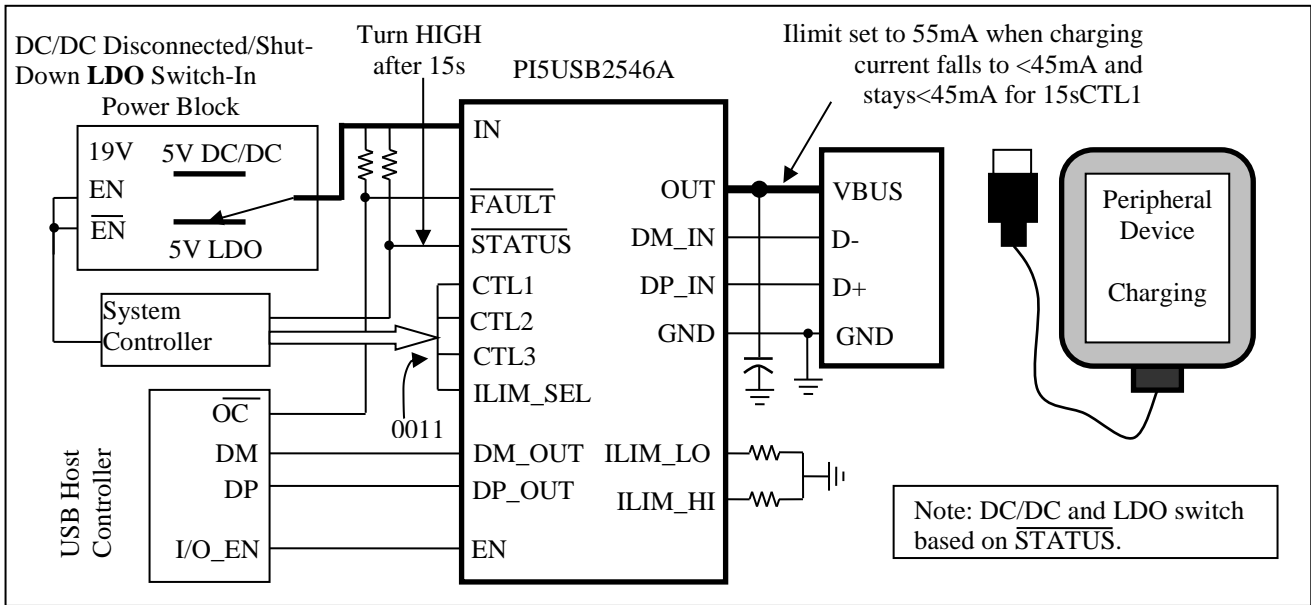 DC/DC Disconnected/Shut-
Down LDO Switch-In
Power Block
19V
5V DC/DC
EN
EN
5V LDO
System
Controller
USB Host
Controller
OC
DM
DP
I/O_EN
Turn HIGH
after 15s
PI5USB2546A
IN
FAULT
STATUS
CTL1
CTL2
CTL3
ILIM_SEL
0011
DM_OUT
DP_OUT
EN
OUT
DM_IN
DP_IN
GND
ILIM_LO
ILIM_HI
Ilimit set to 55mA when charging
current falls to <45mA and
stays<45mA for 15sCTL1
VBUS
D-
D+
GND
Peripheral
Device
Charging
Note: DC/DC and LDO switch
based on STATUS.